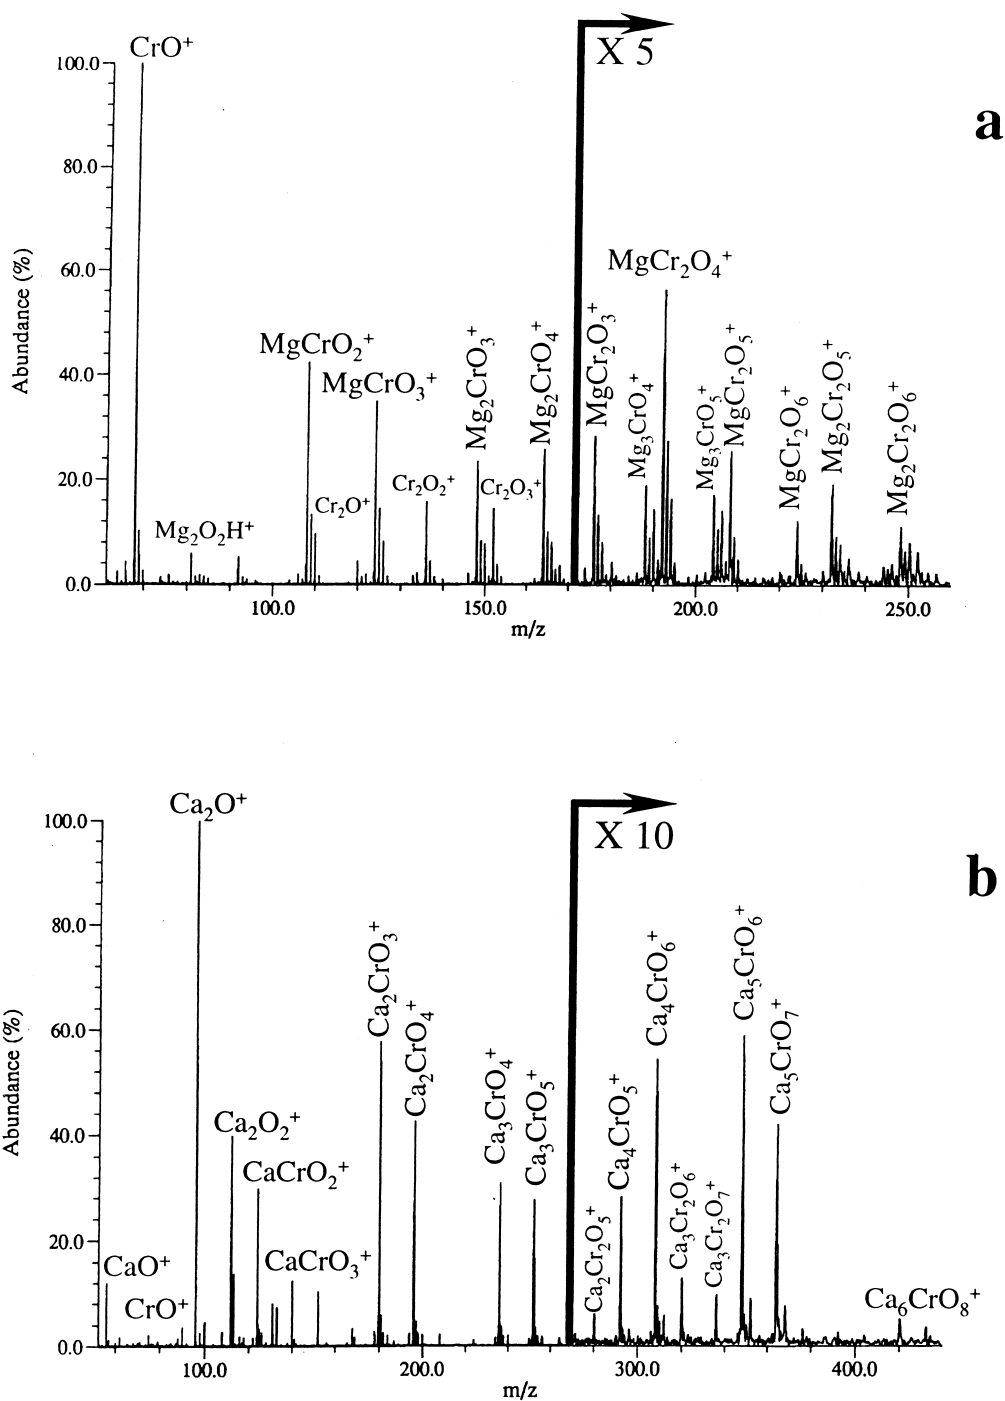 CrO⁺
X 5
a
100.0
80.0
60.0
40.0
20.0
0.0
Abundance (%)
MgCrO₂⁺
MgCrO₃⁺
Mg₂O₂H⁺
Cr₂O⁺
Cr₂O₂⁺
Mg₂CrO₃⁺
Cr₂O₃⁺
Mg₂CrO₄⁺
MgCr₂O₃⁺
Mg₃CrO₄⁺
MgCr₂O₄⁺
Mg₃CrO₅⁺
MgCr₂O₅⁺
MgCr₂O₆⁺
Mg₂Cr₂O₅⁺
Mg₂Cr₂O₆⁺
100.0 150.0 200.0 250.0
m/z
Ca₂O⁺
X 10
b
100.0
80.0
60.0
40.0
20.0
0.0
Abundance (%)
CaO⁺
CrO⁺
Ca₂O₂⁺
CaCrO₂⁺
CaCrO₃⁺
Ca₂CrO₃⁺
Ca₂CrO₄⁺
Ca₃CrO₄⁺
Ca₃CrO₅⁺
Ca₂Cr₂O₅⁺
Ca₄CrO₅⁺
Ca₄CrO₆⁺
Ca₃Cr₂O₆⁺
Ca₃Cr₂O₇⁺
Ca₅CrO₆⁺
Ca₅CrO₇⁺
Ca₆CrO₈⁺
100.0 200.0 300.0 400.0
m/z